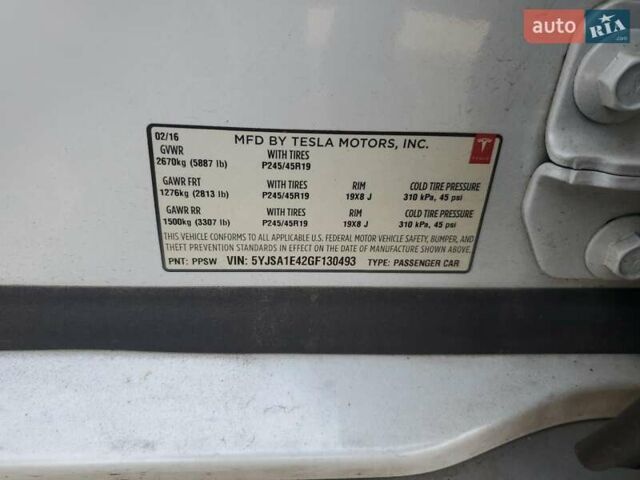 auto RIA.com
02/16 MFD BY TESLA MOTORS, INC.
GVWR WITH TIRES
2670kg (5887 lb) P245/45R19
GAWR FRT WITH TIRES RIM COLD TIRE PRESSURE
1276kg (2813 lb) P245/45R19 19X8 J 310 kPa, 45 psi
GAWR RR WITH TIRES RIM COLD TIRE PRESSURE
1500kg (3307 lb) P245/45R19 19X8 J 310 kPa, 45 psi
THIS VEHICLE CONFORMS TO ALL APPLICABLE U.S. FEDERAL MOTOR VEHICLE SAFETY, BUMPER, AND
THEFT PREVENTION STANDARDS IN EFFECT ON THE DATE OF MANUFACTURE SHOWN ABOVE.
PNT: PPSW VIN: 5YJSA1E42GF130493 TYPE: PASSENGER CAR